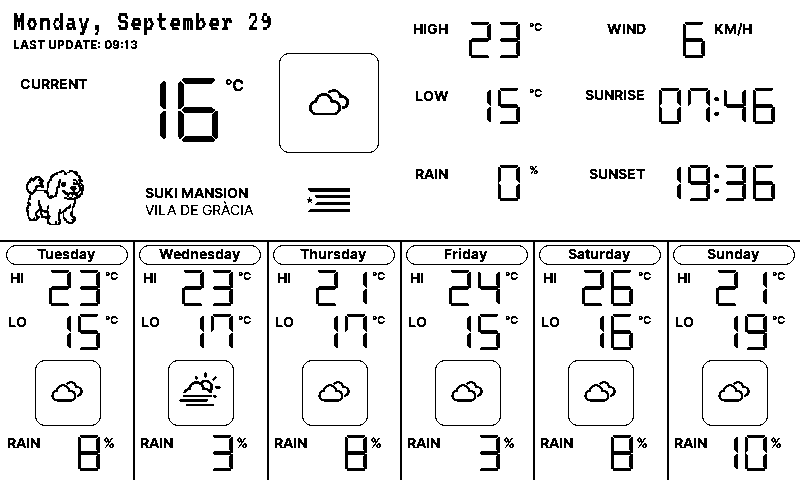 Monday, September 29
LAST UPDATE: 09:13
CURRENT 16 °C
HIGH 23 °C
WIND 6 KM/H
LOW 15 °C
SUNRISE 07:46
RAIN 0 %
SUNSET 19:36
SUKI MANSION
VILA DE GRÀCIA
Tuesday
HI 23 °C
LO 15 °C
RAIN 8 %
Wednesday
HI 23 °C
LO 17 °C
RAIN 3 %
Thursday
HI 21 °C
LO 17 °C
RAIN 8 %
Friday
HI 24 °C
LO 15 °C
RAIN 3 %
Saturday
HI 26 °C
LO 16 °C
RAIN 8 %
Sunday
HI 21 °C
LO 19 °C
RAIN 10 %